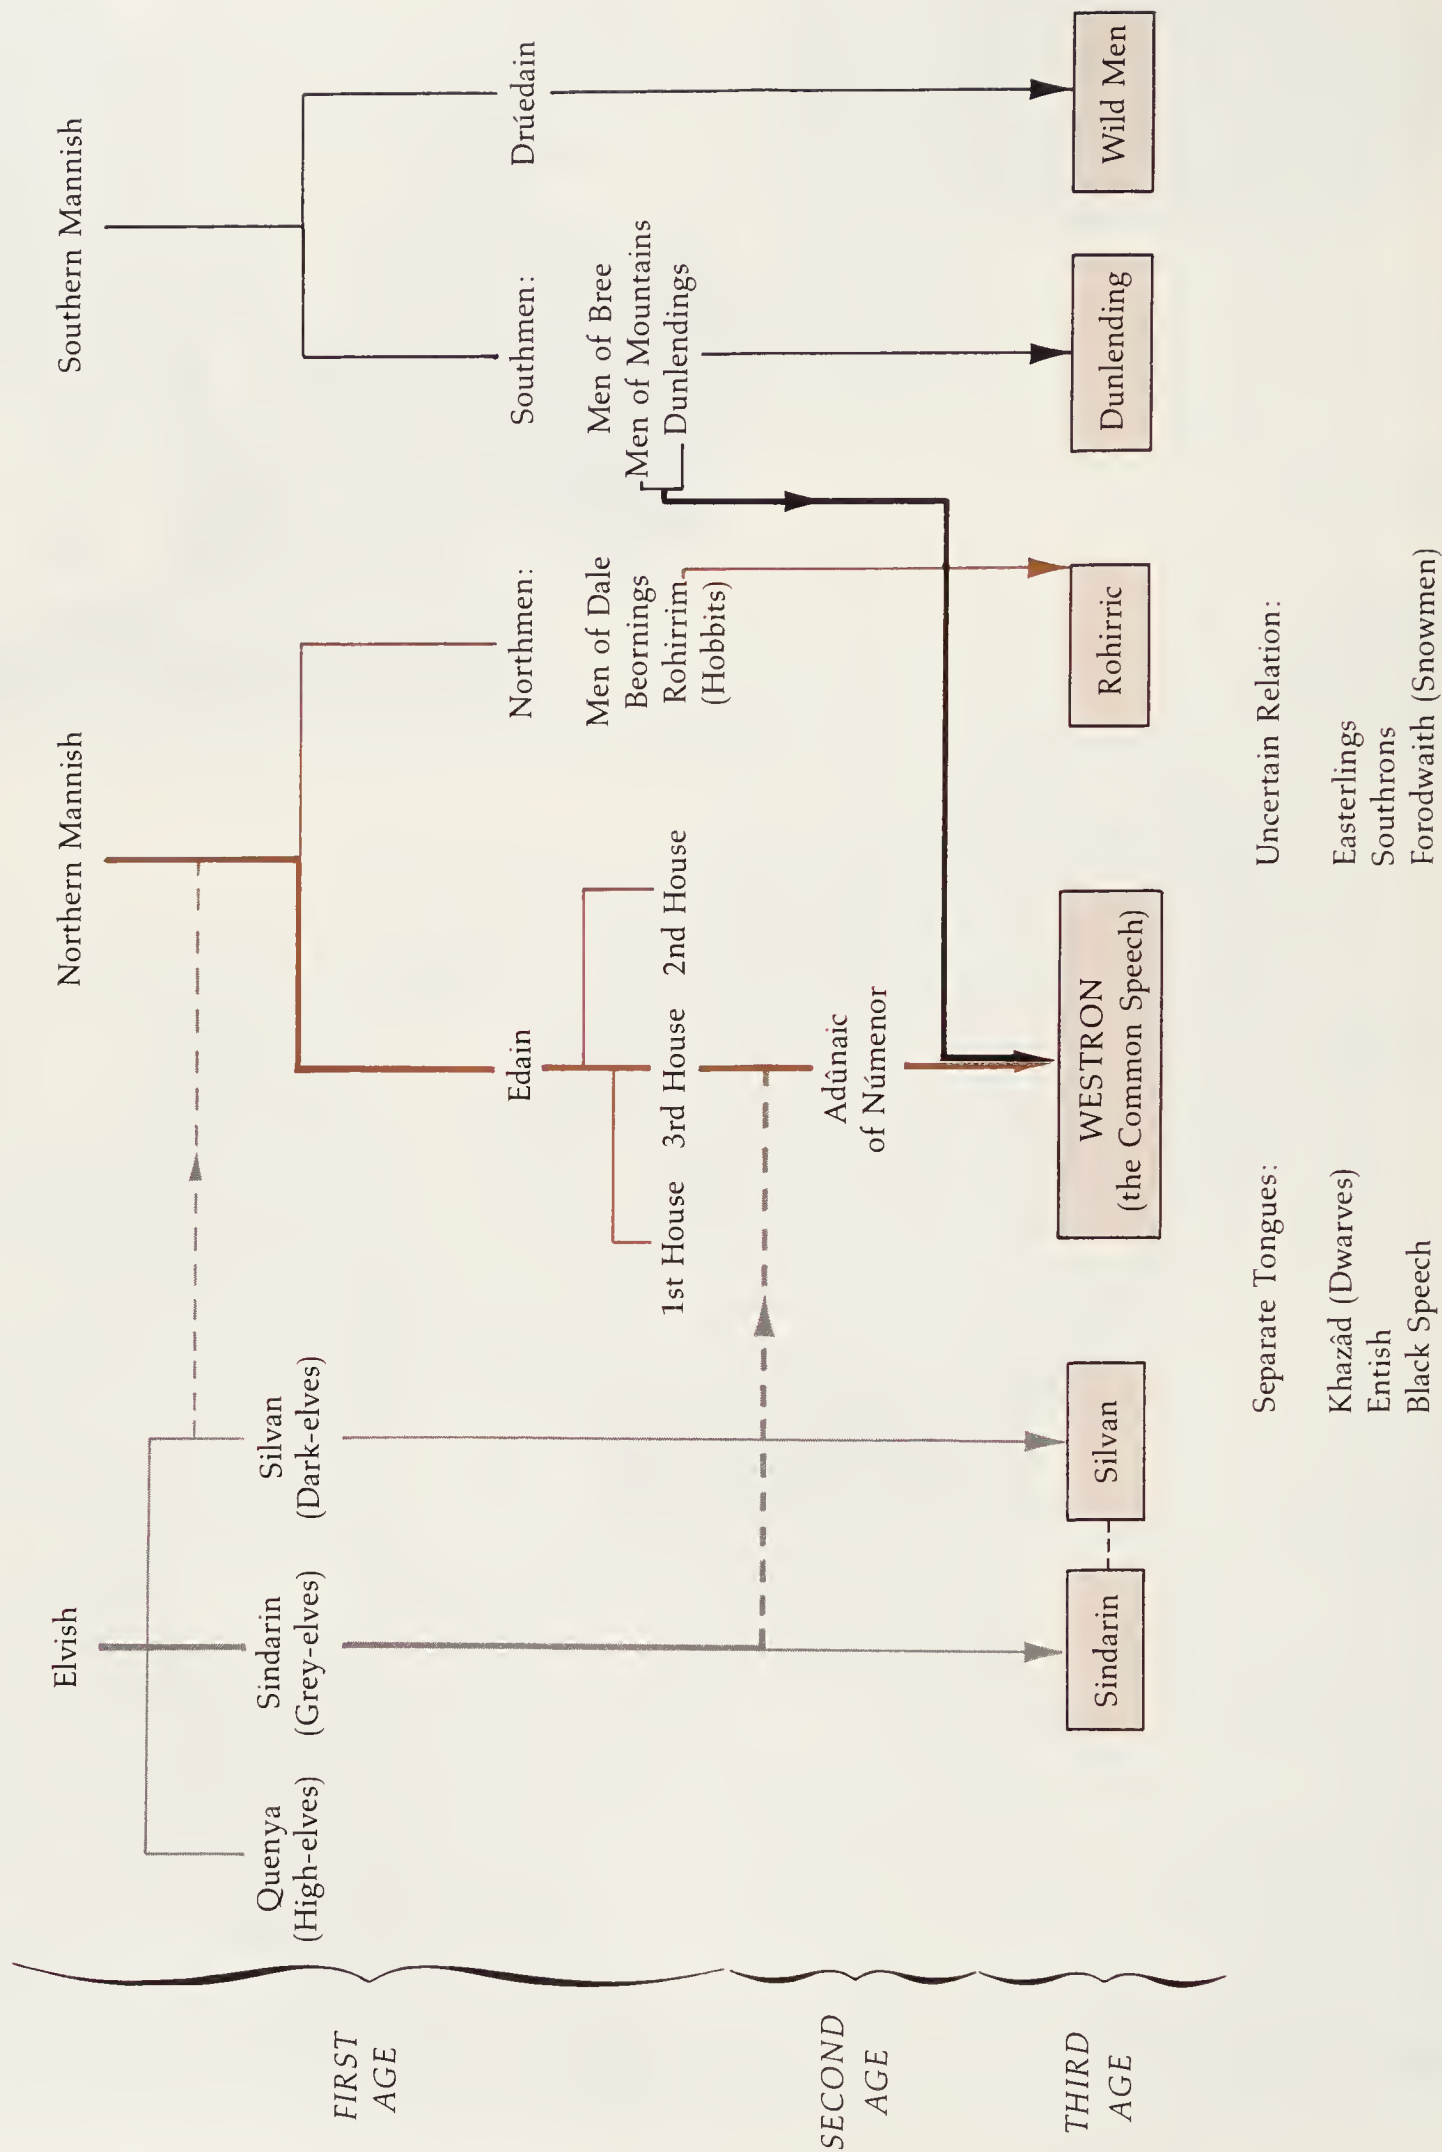 Elvish
Northern Mannish
Southern Mannish
FIRST
AGE
Quenya
(High-elves)
Sindarin
(Grey-elves)
Silvan
(Dark-elves)
Edain
Northmen:
Southmen:
Drúedain
1st House
3rd House
2nd House
Men of Dale
Beornings
Rohirrim
(Hobbits)
Men of Bree
Men of Mountains
Dunlendings
SECOND
AGE
Adûnaic
of Númenor
THIRD
AGE
Sindarin
Silvan
WESTRON
(the Common Speech)
Rohirric
Dunlending
Wild Men
Separate Tongues:
Khazâd (Dwarves)
Entish
Black Speech
Uncertain Relation:
Easterlings
Southrons
Forodwaith (Snowmen)